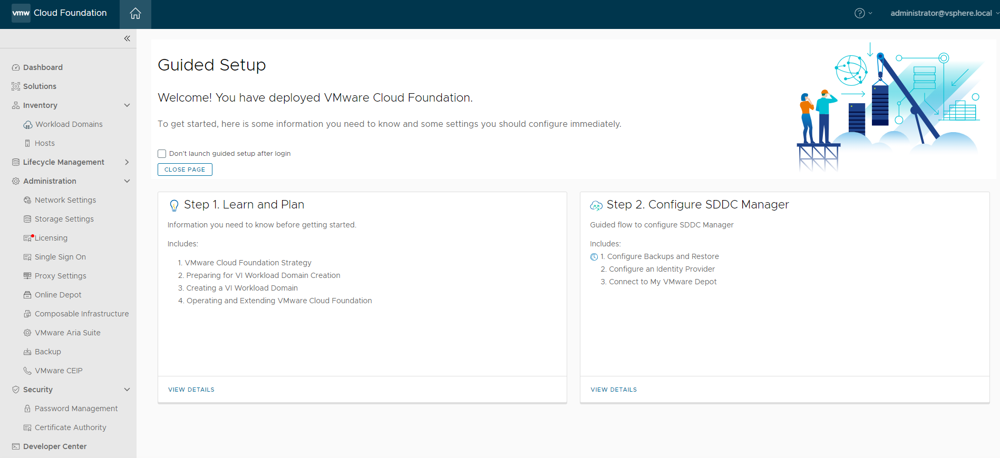 vmw Cloud Foundation
administrator@vsphere.local
Dashboard
Solutions
Inventory
Workload Domains
Hosts
Lifecycle Management
Administration
Network Settings
Storage Settings
Licensing
Single Sign On
Proxy Settings
Online Depot
Composable Infrastructure
VMware Aria Suite
Backup
VMware CEIP
Security
Password Management
Certificate Authority
Developer Center
Guided Setup
Welcome! You have deployed VMware Cloud Foundation.
To get started, here is some information you need to know and some settings you should configure immediately.
Don't launch guided setup after login
CLOSE PAGE
Step 1. Learn and Plan
Information you need to know before getting started.
Includes:
1. VMware Cloud Foundation Strategy
2. Preparing for VI Workload Domain Creation
3. Creating a VI Workload Domain
4. Operating and Extending VMware Cloud Foundation
VIEW DETAILS
Step 2. Configure SDDC Manager
Guided flow to configure SDDC Manager
Includes:
1. Configure Backups and Restore
2. Configure an Identity Provider
3. Connect to My VMware Depot
VIEW DETAILS